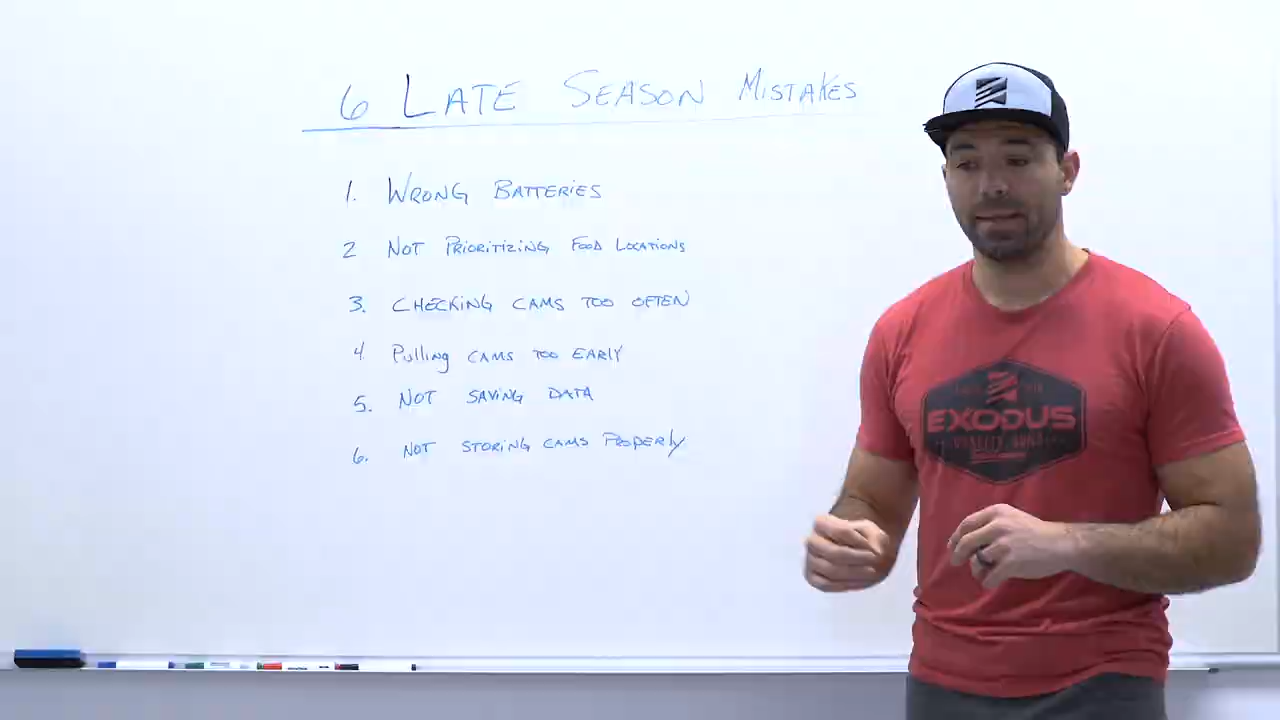 6 LATE SEASON MISTAKES
1. WRONG BATTERIES
2 NOT PRIORITIZING FOOD LOCATIONS
3. CHECKING CAMS TOO OFTEN
4. Pulling CAMS TOO EARLY
5. NOT SAVING DATA
6. NOT STORING CAMS PROPERLY
EXODUS